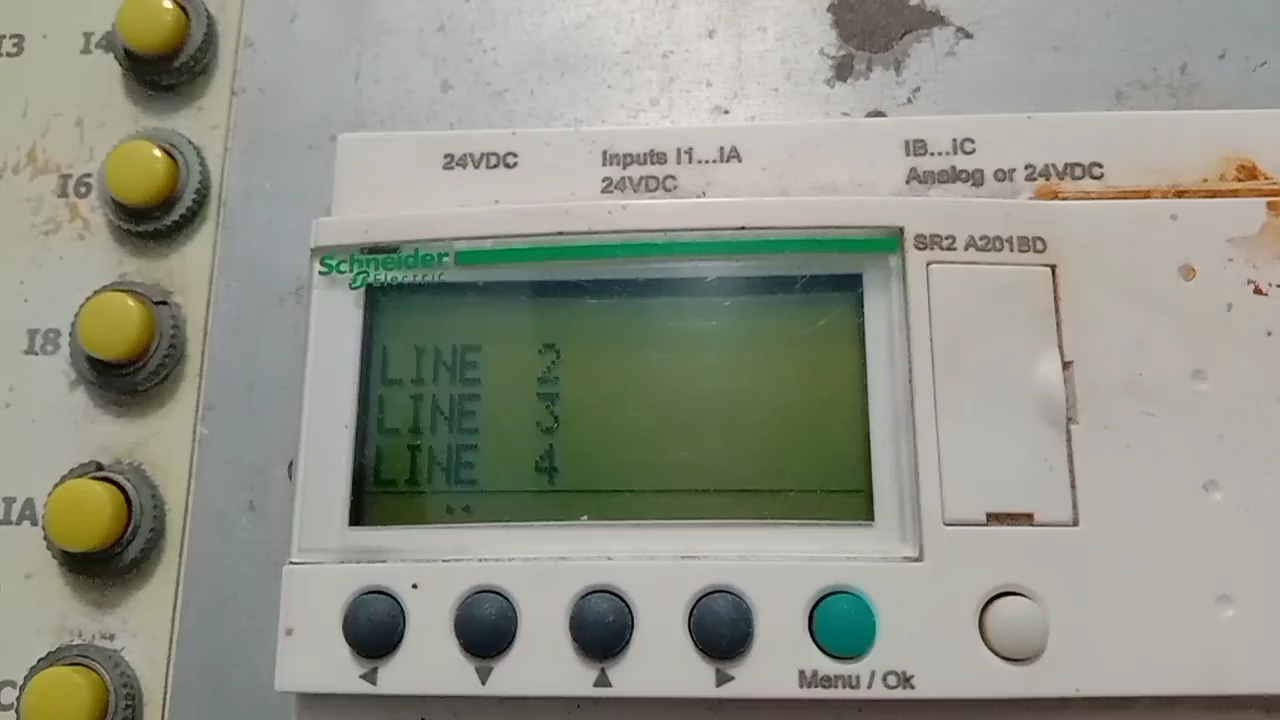 I3 I4
I6
I8
IA
C
24VDC
Inputs I1...IA
24VDC
IB...IC
Analog or 24VDC
Schneider
Electric
SR2 A201BD
LINE 2
LINE 3
LINE 4
Menu / Ok